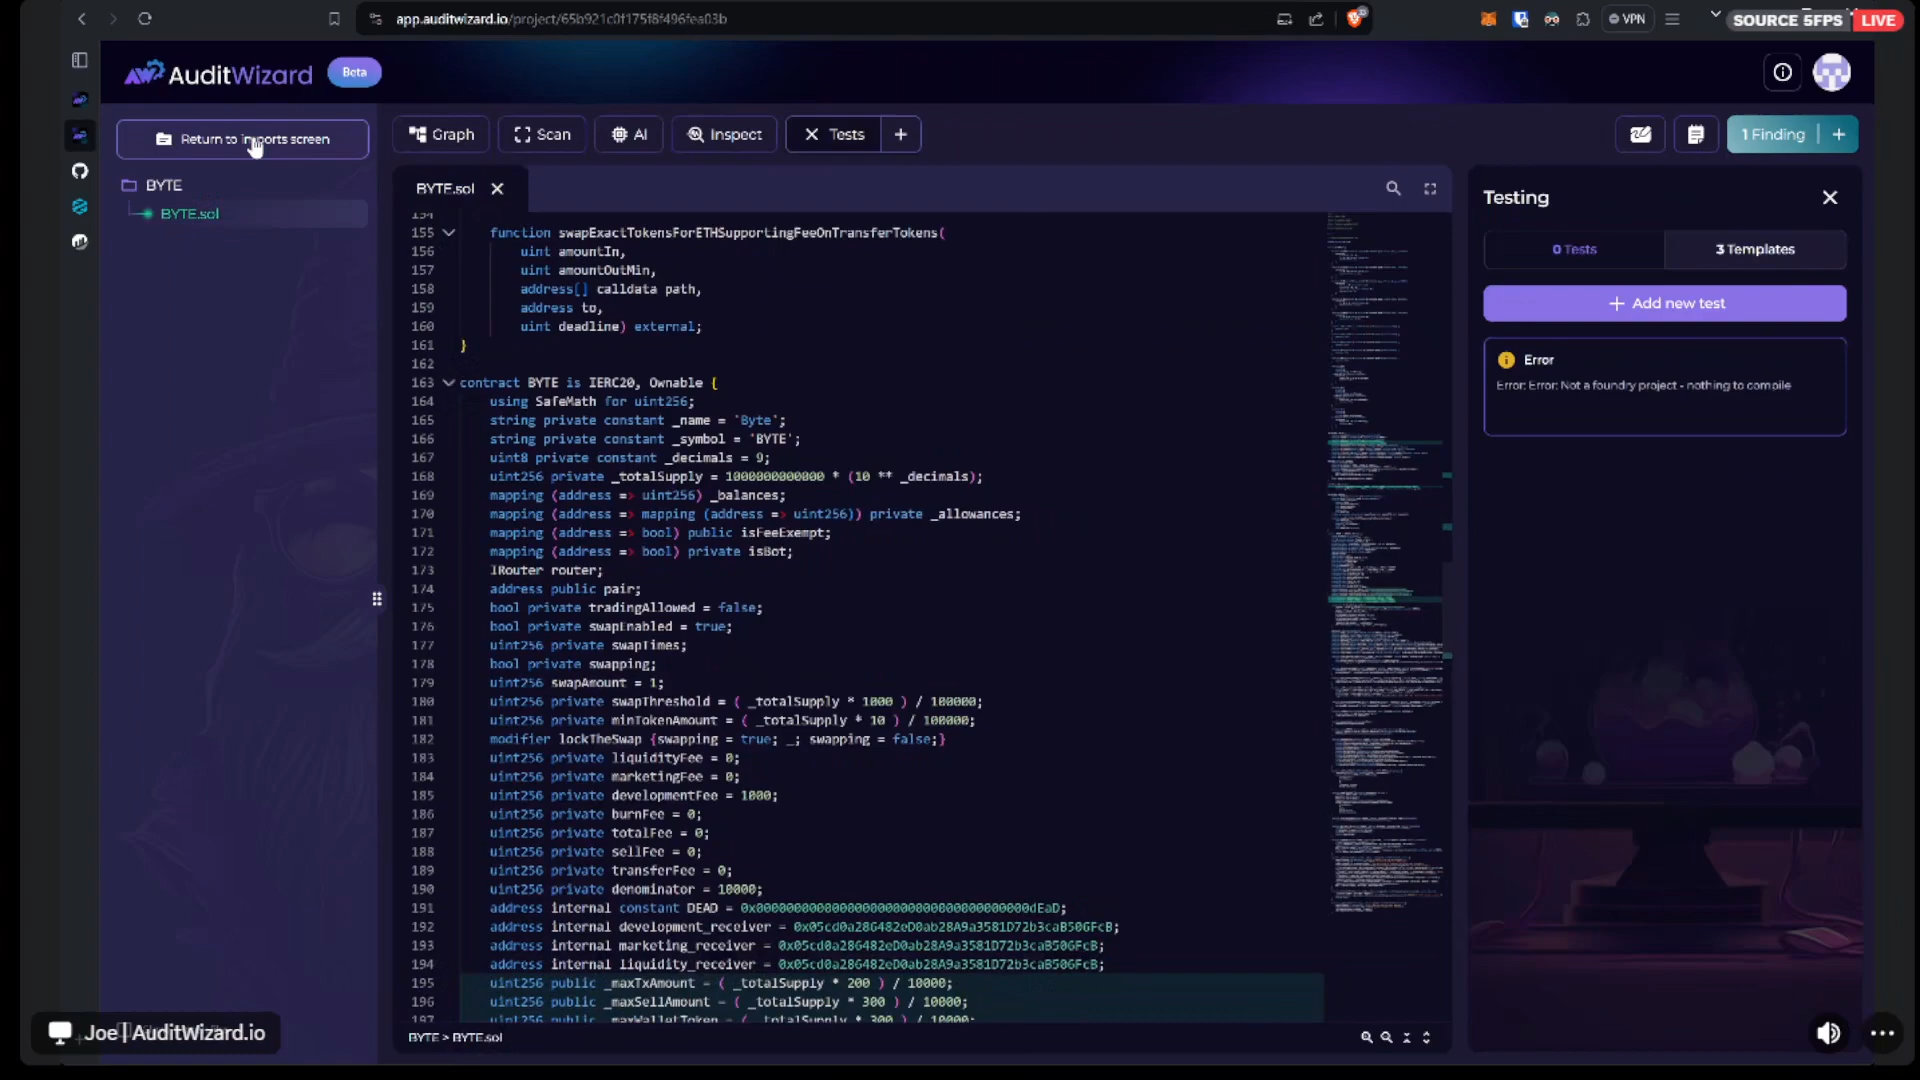 app.auditwizard.io/project/65b921c0f175f8f496fea03b
VPN
SOURCE 5FPS
LIVE
AuditWizard
Beta
Return to imports screen
Graph
Scan
AI
Inspect
Tests
1 Finding
BYTE
BYTE.sol
BYTE.sol
Testing
0 Tests
3 Templates
Add new test
Error
Error: Error: Not a foundry project - nothing to compile
154
155 function swapExactTokensForETHSupportingFeeOnTransferTokens(
156 uint amountIn,
157 uint amountOutMin,
158 address[] calldata path,
159 address to,
160 uint deadline) external;
161 }
162
163 contract BYTE is IERC20, Ownable {
164 using SafeMath for uint256;
165 string private constant _name = 'Byte';
166 string private constant _symbol = 'BYTE';
167 uint8 private constant _decimals = 9;
168 uint256 private _totalSupply = 1000000000000 * (10 ** _decimals);
169 mapping (address => uint256) _balances;
170 mapping (address => mapping (address => uint256)) private _allowances;
171 mapping (address => bool) public isFeeExempt;
172 mapping (address => bool) private isBot;
173 IRouter router;
174 address public pair;
175 bool private tradingAllowed = false;
176 bool private swapEnabled = true;
177 uint256 private swapTimes;
178 bool private swapping;
179 uint256 swapAmount = 1;
180 uint256 private swapThreshold = ( _totalSupply * 1000 ) / 100000;
181 uint256 private minTokenAmount = ( _totalSupply * 10 ) / 100000;
182 modifier lockTheSwap {swapping = true; _; swapping = false;}
183 uint256 private liquidityFee = 0;
184 uint256 private marketingFee = 0;
185 uint256 private developmentFee = 1000;
186 uint256 private burnFee = 0;
187 uint256 private totalFee = 0;
188 uint256 private sellFee = 0;
189 uint256 private transferFee = 0;
190 uint256 private denominator = 10000;
191 address internal constant DEAD = 0x000000000000000000000000000000000000dEaD;
192 address internal development_receiver = 0x05cd0a286482eD0ab28A9a3581D72b3caB506FcB;
193 address internal marketing_receiver = 0x05cd0a286482eD0ab28A9a3581D72b3caB506FcB;
194 address internal liquidity_receiver = 0x05cd0a286482eD0ab28A9a3581D72b3caB506FcB;
195 uint256 public _maxTxAmount = ( _totalSupply * 200 ) / 10000;
196 uint256 public _maxSellAmount = ( _totalSupply * 300 ) / 10000;
197 uint256 public _maxWalletToken = ( _totalSupply * 300 ) / 10000;
BYTE > BYTE.sol
Joe | AuditWizard.io